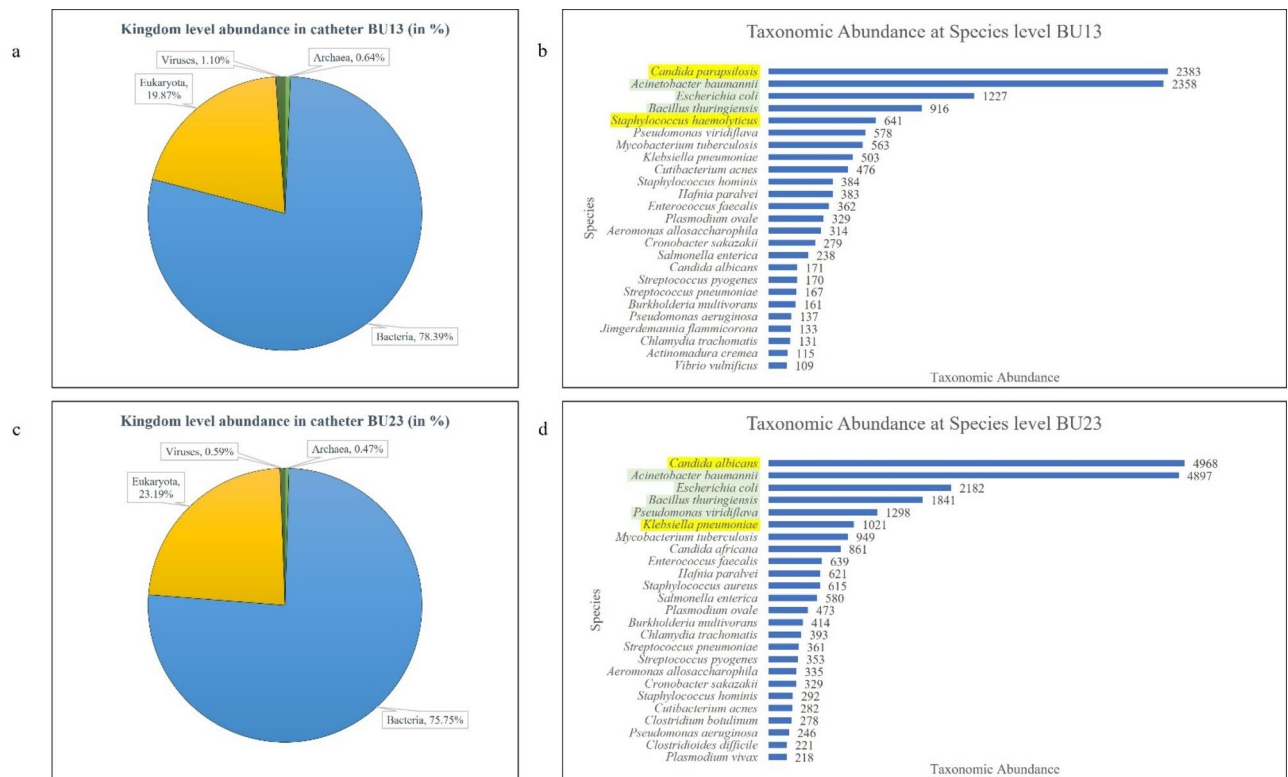 a
Kingdom level abundance in catheter BU13 (in %)
Viruses, 1.10%
Archaea, 0.64%
Eukaryota,
19.87%
Bacteria, 78.39%
b
Taxonomic Abundance at Species level BU13
Species
Candida parapsilosis 2383
Acinetobacter baumannii 2358
Escherichia coli 1227
Bacillus thuringiensis 916
Staphylococcus haemolyticus 641
Pseudomonas viridiflava 578
Mycobacterium tuberculosis 563
Klebsiella pneumoniae 503
Cutibacterium acnes 476
Staphylococcus hominis 384
Hafnia paralvei 383
Enterococcus faecalis 362
Plasmodium ovale 329
Aeromonas allosaccharophila 314
Cronobacter sakazakii 279
Salmonella enterica 238
Candida albicans 171
Streptococcus pyogenes 170
Streptococcus pneumoniae 167
Burkholderia multivorans 161
Pseudomonas aeruginosa 137
Jimgerdemannia flammicorona 133
Chlamydia trachomatis 131
Actinomadura cremea 115
Vibrio vulnificus 109
Taxonomic Abundance
c
Kingdom level abundance in catheter BU23 (in %)
Viruses, 0.59%
Archaea, 0.47%
Eukaryota,
23.19%
Bacteria, 75.75%
d
Taxonomic Abundance at Species level BU23
Species
Candida albicans 4968
Acinetobacter baumannii 4897
Escherichia coli 2182
Bacillus thuringiensis 1841
Pseudomonas viridiflava 1298
Klebsiella pneumoniae 1021
Mycobacterium tuberculosis 949
Candida africana 861
Enterococcus faecalis 639
Hafnia paralvei 621
Staphylococcus aureus 615
Salmonella enterica 580
Plasmodium ovale 473
Burkholderia multivorans 414
Chlamydia trachomatis 393
Streptococcus pneumoniae 361
Streptococcus pyogenes 353
Aeromonas allosaccharophila 335
Cronobacter sakazakii 329
Staphylococcus hominis 292
Cutibacterium acnes 282
Clostridium botulinum 278
Pseudomonas aeruginosa 246
Clostridioides difficile 221
Plasmodium vivax 218
Taxonomic Abundance